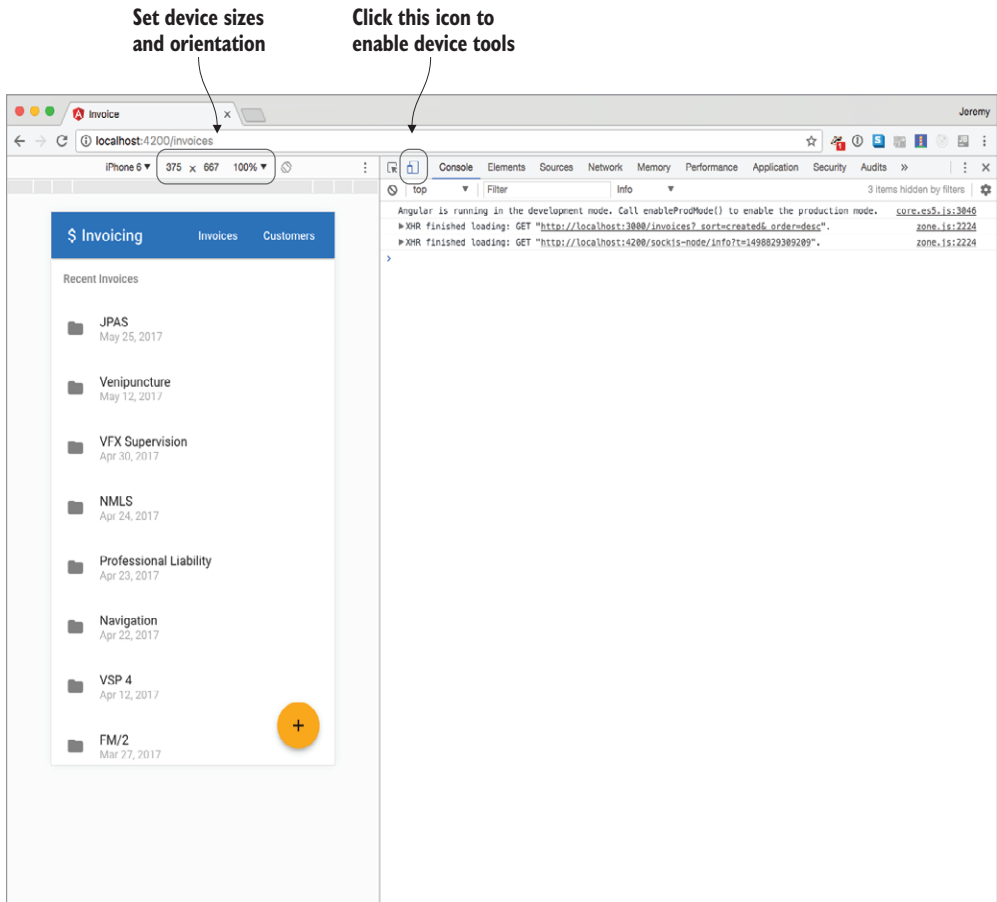 Set device sizes
and orientation
Click this icon to
enable device tools
Invoice
Jeremy
localhost:4200/invoices
1
iPhone 6 ▼ 375 x 667 100% ▼
Console Elements Sources Network Memory Performance Application Security Audits »
top ▼ Filter Info ▼ 3 items hidden by filters
Angular is running in the development mode. Call enableProdMode() to enable the production mode. core.es5.js:3046
▶XHR finished loading: GET "http://localhost:3000/invoices?_sort=created&_order=desc". zone.js:2224
▶XHR finished loading: GET "http://localhost:4200/sockjs-node/info?t=1498829309209". zone.js:2224
>
$ Invoicing Invoices Customers
Recent Invoices
JPAS
May 25, 2017
Venipuncture
May 12, 2017
VFX Supervision
Apr 30, 2017
NMLS
Apr 24, 2017
Professional Liability
Apr 23, 2017
Navigation
Apr 22, 2017
VSP 4
Apr 12, 2017
FM/2
Mar 27, 2017
+